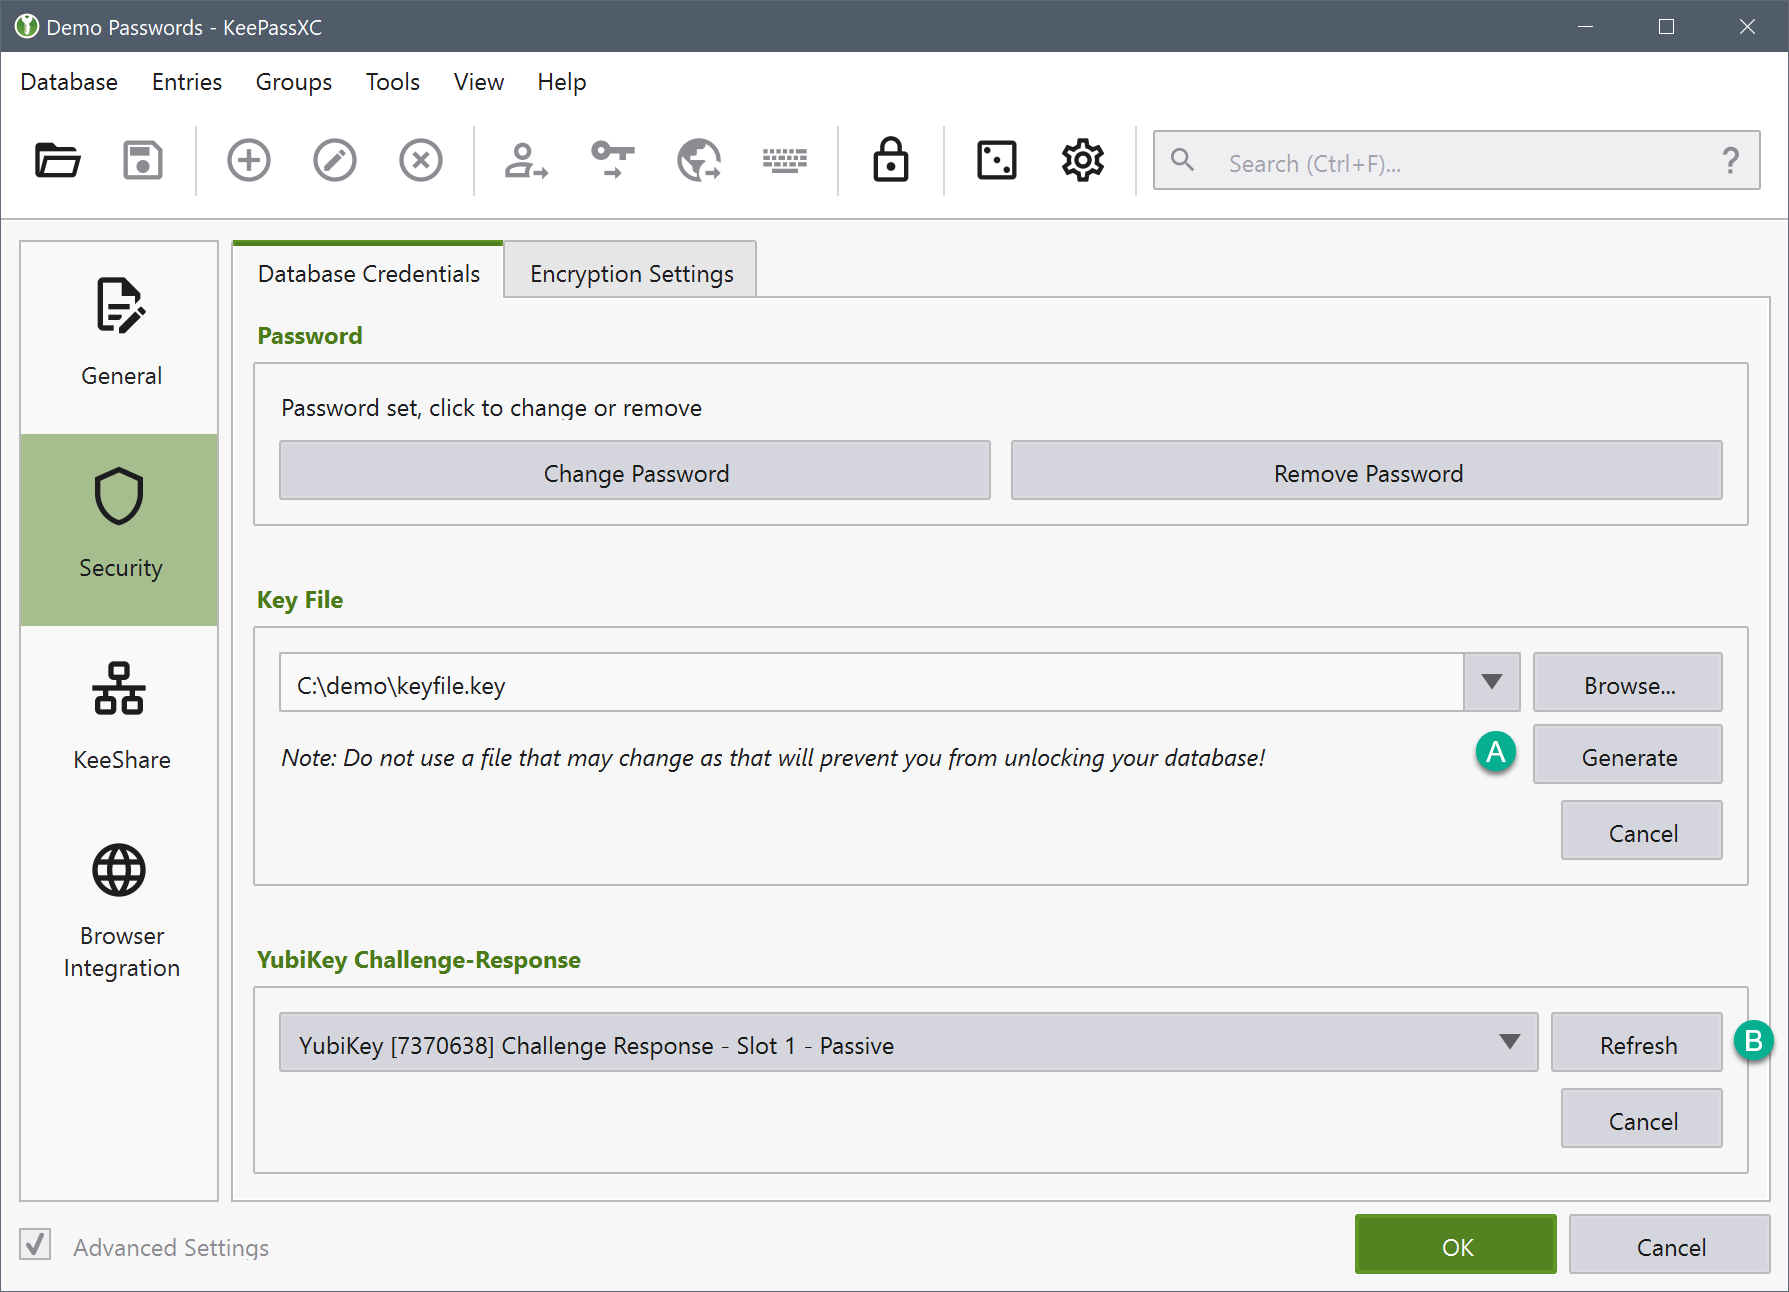 Demo Passwords - KeePassXC
Database Entries Groups Tools View Help
Search (Ctrl+F)... ?
General
Security
KeeShare
Browser
Integration
Database Credentials Encryption Settings
Password
Password set, click to change or remove
Change Password Remove Password
Key File
C:\demo\keyfile.key Browse...
Note: Do not use a file that may change as that will prevent you from unlocking your database! A Generate
Cancel
YubiKey Challenge-Response
YubiKey [7370638] Challenge Response - Slot 1 - Passive Refresh B
Cancel
Advanced Settings OK Cancel